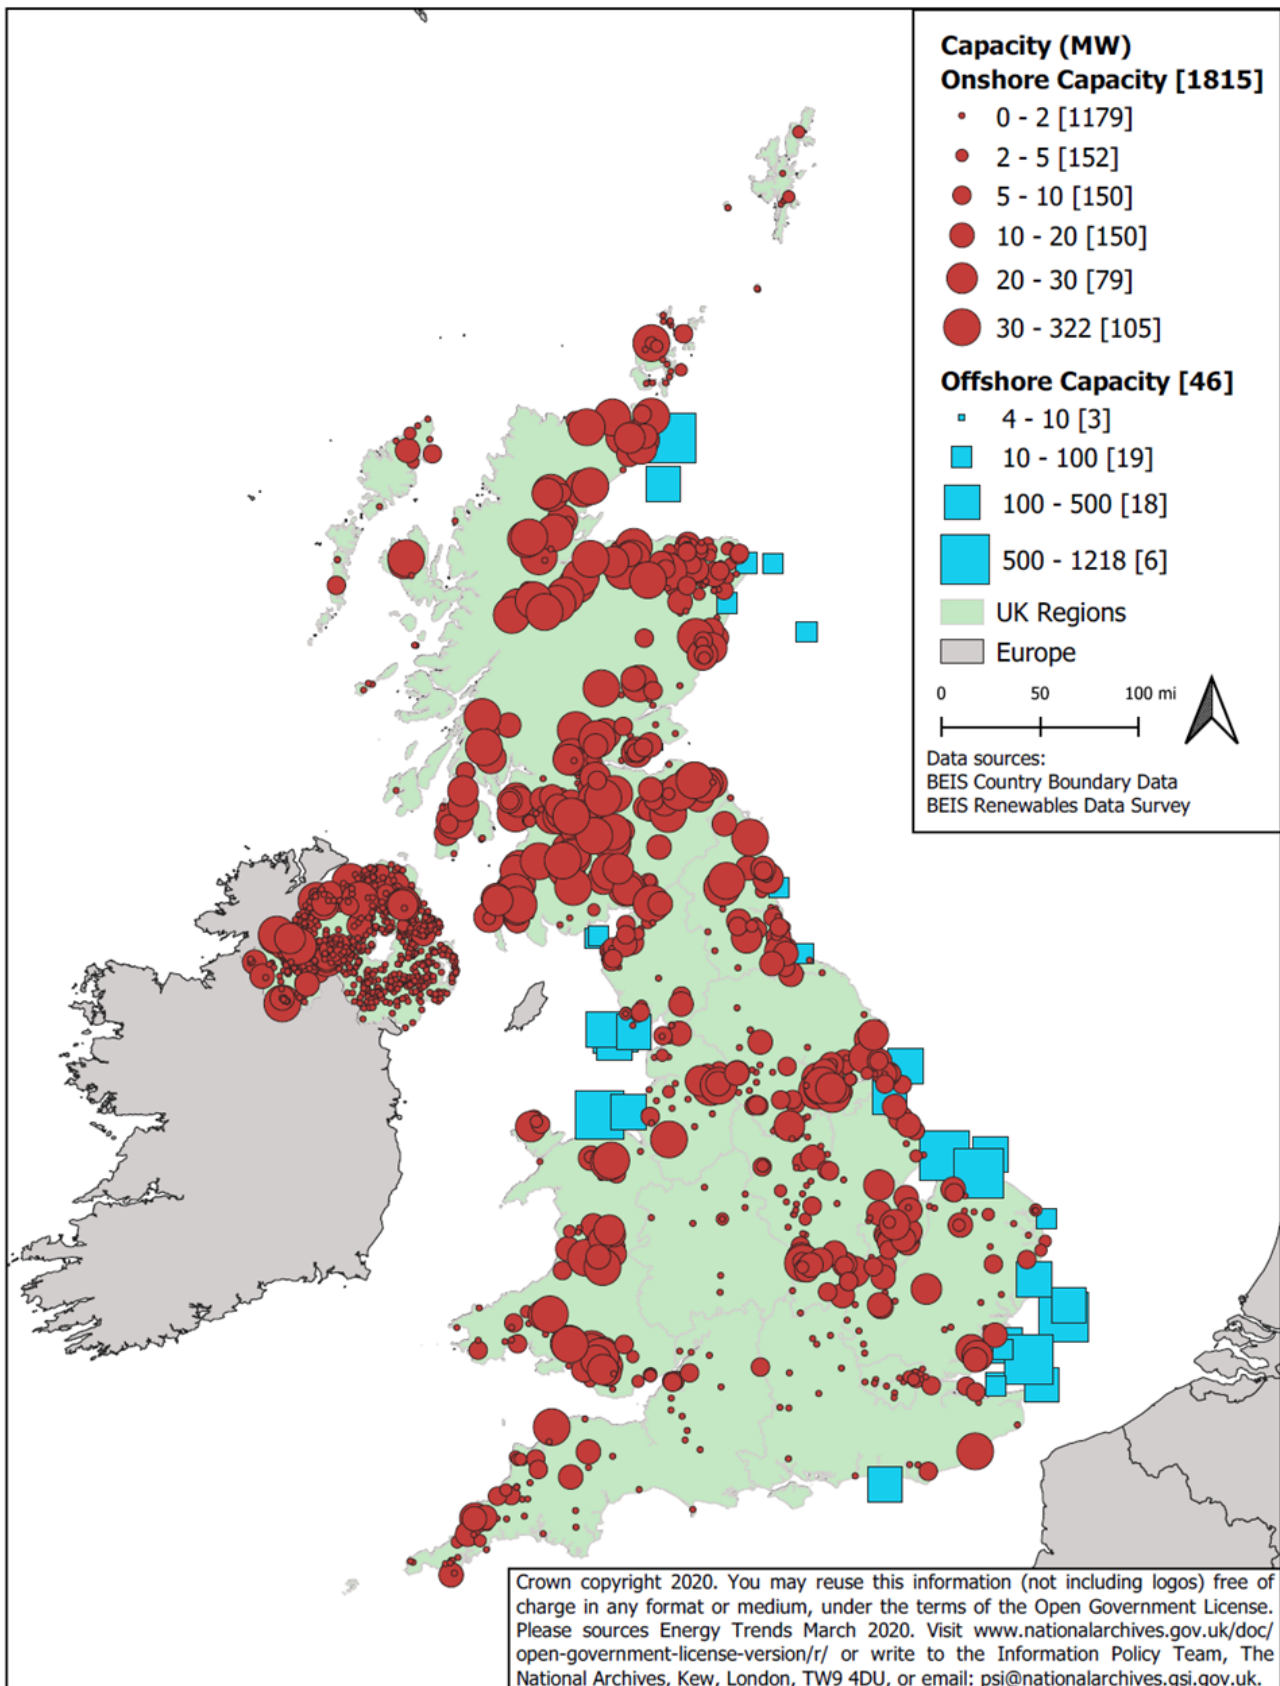 Capacity (MW)
Onshore Capacity [1815]
0 - 2 [1179]
2 - 5 [152]
5 - 10 [150]
10 - 20 [150]
20 - 30 [79]
30 - 322 [105]
Offshore Capacity [46]
4 - 10 [3]
10 - 100 [19]
100 - 500 [18]
500 - 1218 [6]
UK Regions
Europe
0 50 100 mi
Data sources:
BEIS Country Boundary Data
BEIS Renewables Data Survey
Crown copyright 2020. You may reuse this information (not including logos) free of
charge in any format or medium, under the terms of the Open Government License.
Please sources Energy Trends March 2020. Visit www.nationalarchives.gov.uk/doc/
open-government-license-version/r/ or write to the Information Policy Team, The
National Archives, Kew, London, TW9 4DU, or email: psi@nationalarchives.gsi.gov.uk.